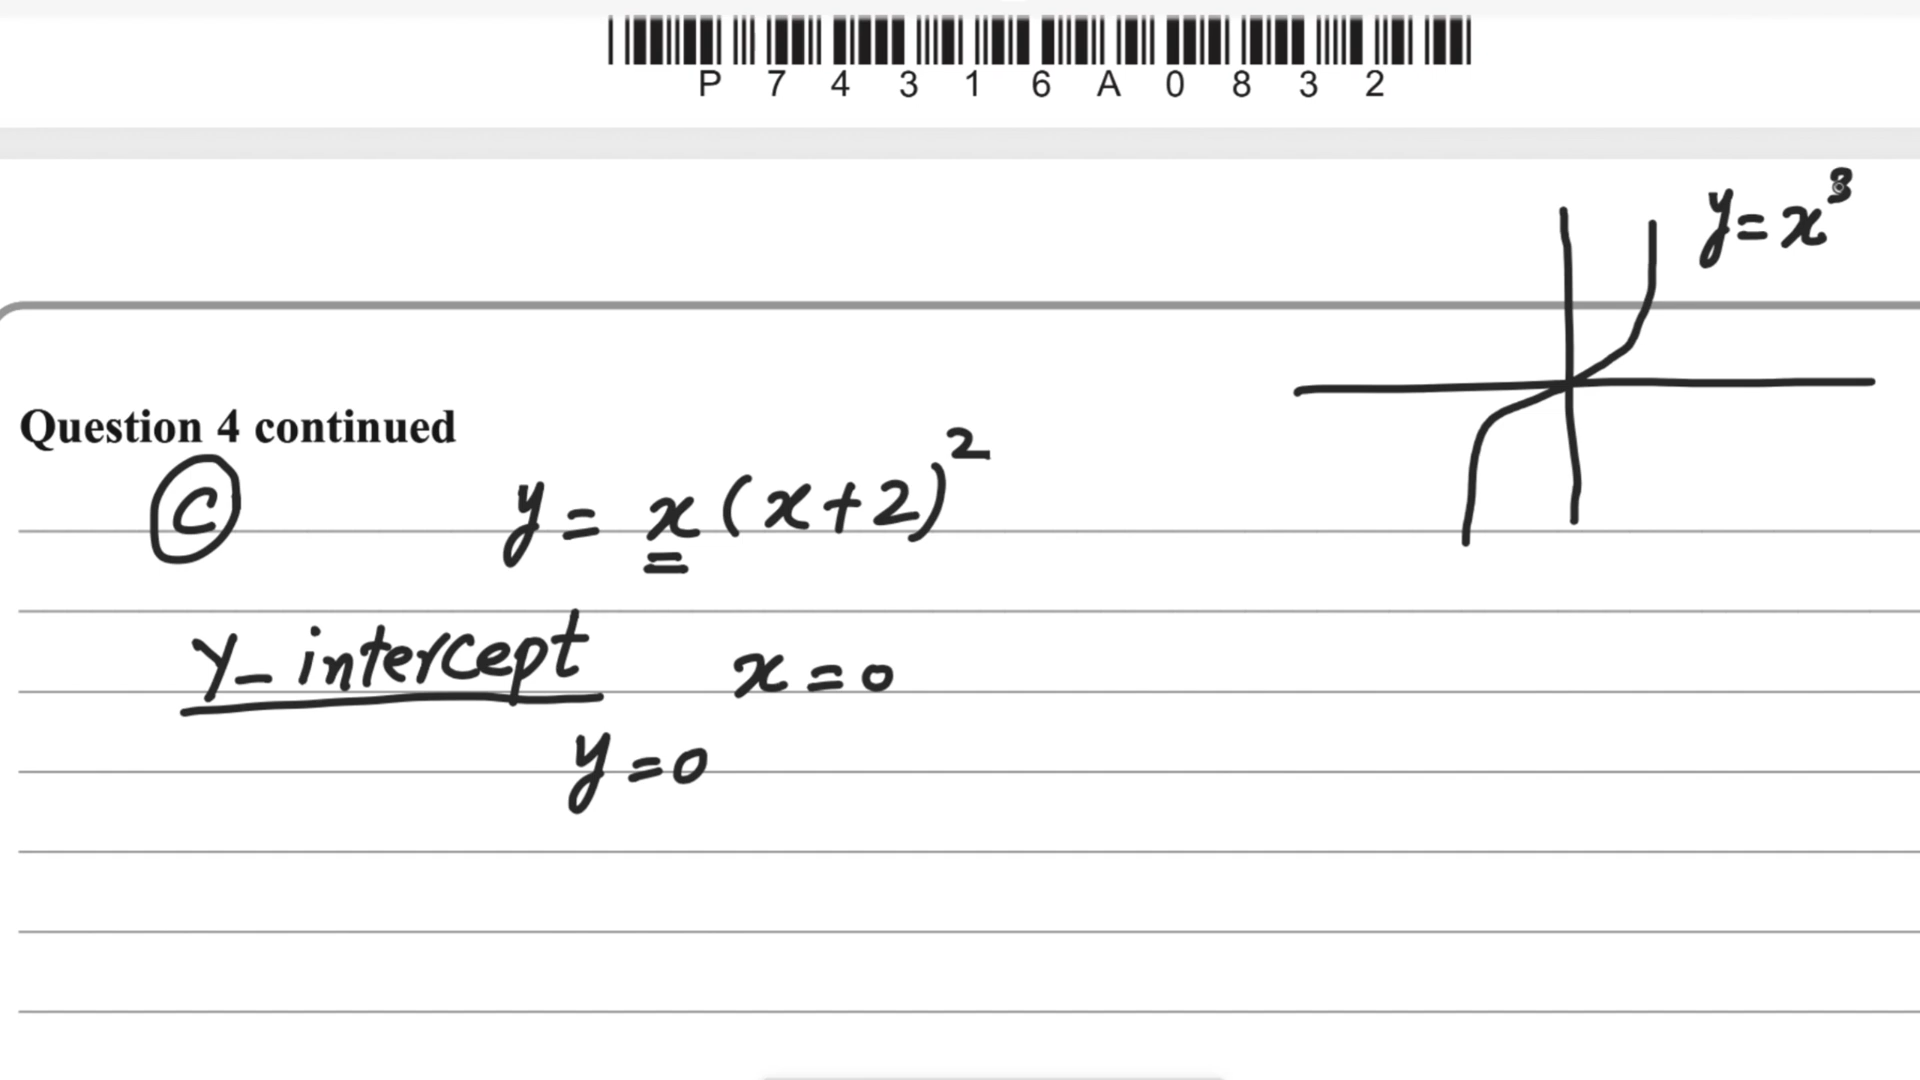 P 7 4 3 1 6 A 0 8 3 2
y = x³
Question 4 continued
c y = x(x+2)²
y-intercept x = 0
y = 0